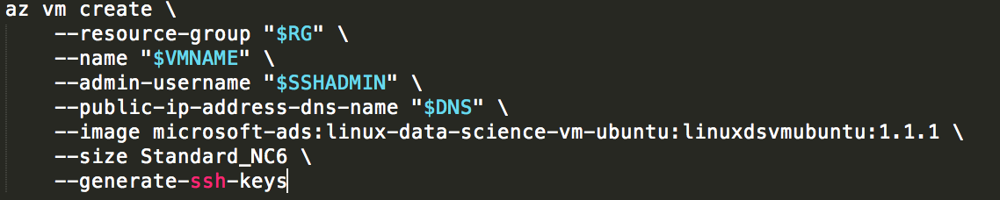 az vm create \
--resource-group "$RG" \
--name "$VMNAME" \
--admin-username "$SSHADMIN" \
--public-ip-address-dns-name "$DNS" \
--image microsoft-ads:linux-data-science-vm-ubuntu:linuxdsvmubuntu:1.1.1 \
--size Standard_NC6 \
--generate-ssh-keys